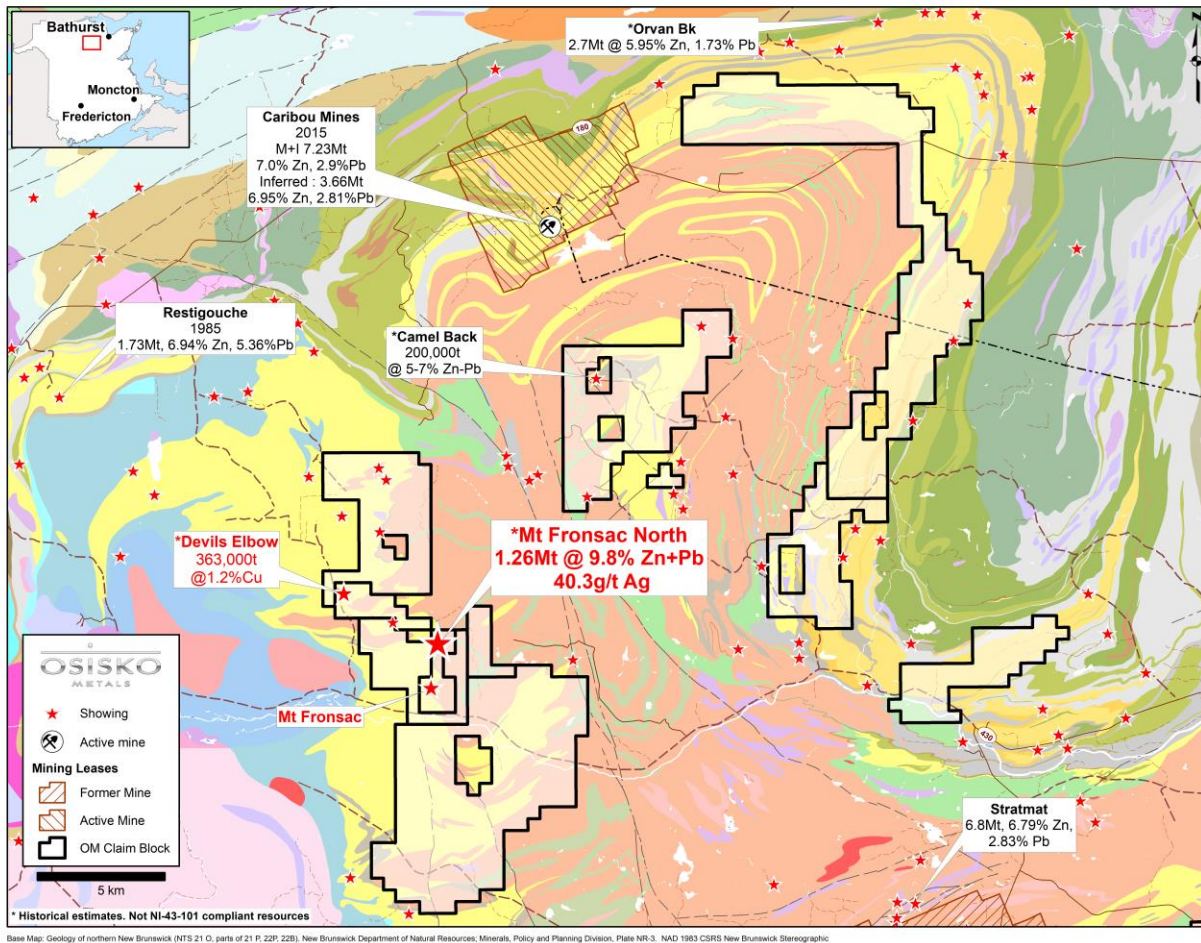 Bathurst
Moncton
Fredericton
*Orvan Bk
2.7Mt @ 5.95% Zn, 1.73% Pb
Caribou Mines
2015
M+I 7.23Mt
7.0% Zn, 2.9%Pb
Inferred : 3.66Mt
6.95% Zn, 2.81%Pb
180
Restigouche
1985
1.73Mt, 6.94% Zn, 5.36%Pb
*Camel Back
200,000t
@ 5-7% Zn-Pb
*Devils Elbow
363,000t
@1.2%Cu
*Mt Fronsac North
1.26Mt @ 9.8% Zn+Pb
40.3g/t Ag
Mt Fronsac
430
Stratmat
6.8Mt, 6.79% Zn,
2.83% Pb
OSISKO
METALS
Showing
Active mine
Mining Leases
Former Mine
Active Mine
OM Claim Block
5 km
* Historical estimates. Not NI-43-101 compliant resources
Base Map: Geology of northern New Brunswick (NTS 21 O, parts of 21 P, 22P, 22B), New Brunswick Department of Natural Resources; Minerals, Policy and Planning Division, Plate NR-3. NAD 1983 CSRS New Brunswick Stereographic